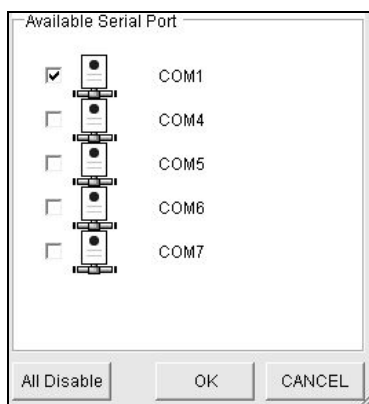 Available Serial Port
COM1
COM4
COM5
COM6
COM7
All Disable OK CANCEL